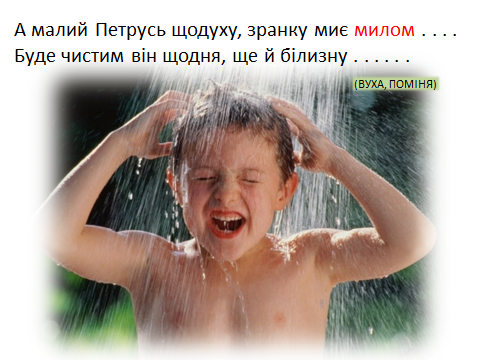 А малий Петрусь щодуху, зранку миє милом . . . .
Буде чистим він щодня, ще й білизну . . . . . .
(ВУХА, ПОМІНЯ)